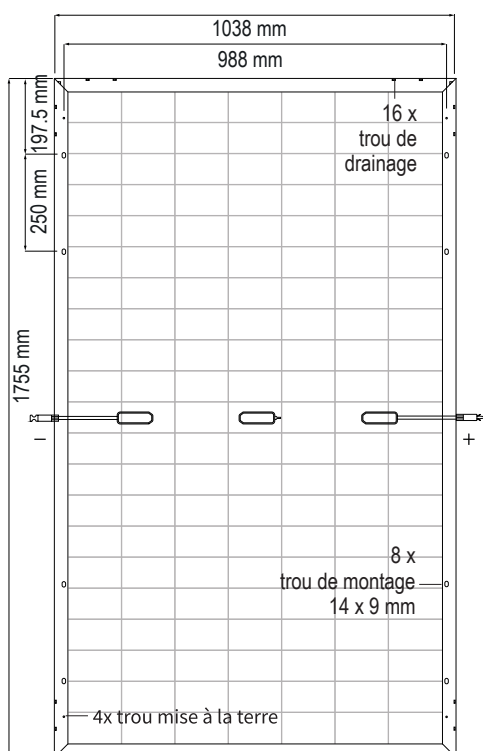 1038 mm
988 mm
197.5 mm
16 x
trou de
drainage
250 mm
1755 mm
−
+
8 x
trou de montage
14 x 9 mm
4x trou mise à la terre